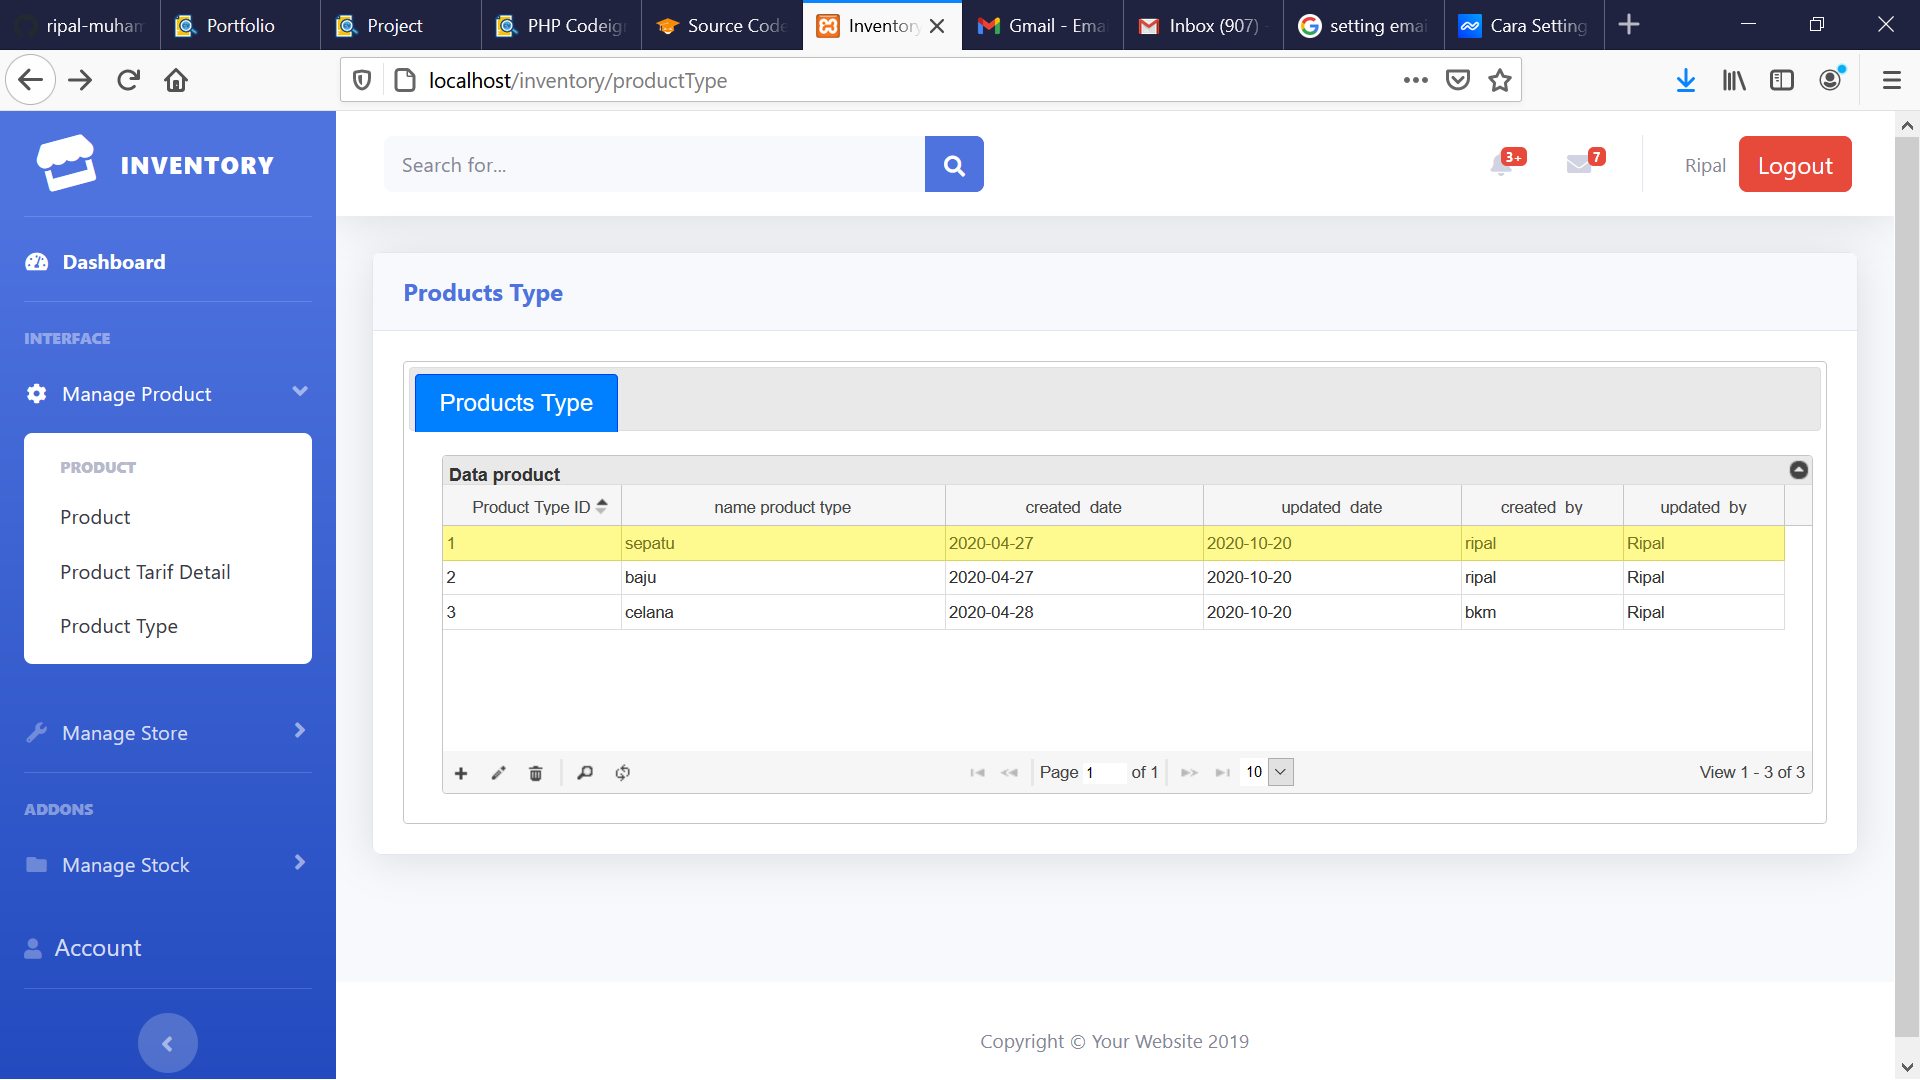 ripal-muham
Portfolio
Project
PHP Codeig
Source Code
Inventory
Gmail - Ema
Inbox (907)
setting emai
Cara Setting
localhost/inventory/productType
INVENTORY
Search for...
3+
7
Ripal
Logout
Dashboard
INTERFACE
Manage Product
PRODUCT
Product
Product Tarif Detail
Product Type
Manage Store
ADDONS
Manage Stock
Account
Products Type
Products Type
Data product
Product Type ID name product type created date updated date created by updated by
1 sepatu 2020-04-27 2020-10-20 ripal Ripal
2 baju 2020-04-27 2020-10-20 ripal Ripal
3 celana 2020-04-28 2020-10-20 bkm Ripal
Page 1 of 1 10 View 1 - 3 of 3
Copyright © Your Website 2019